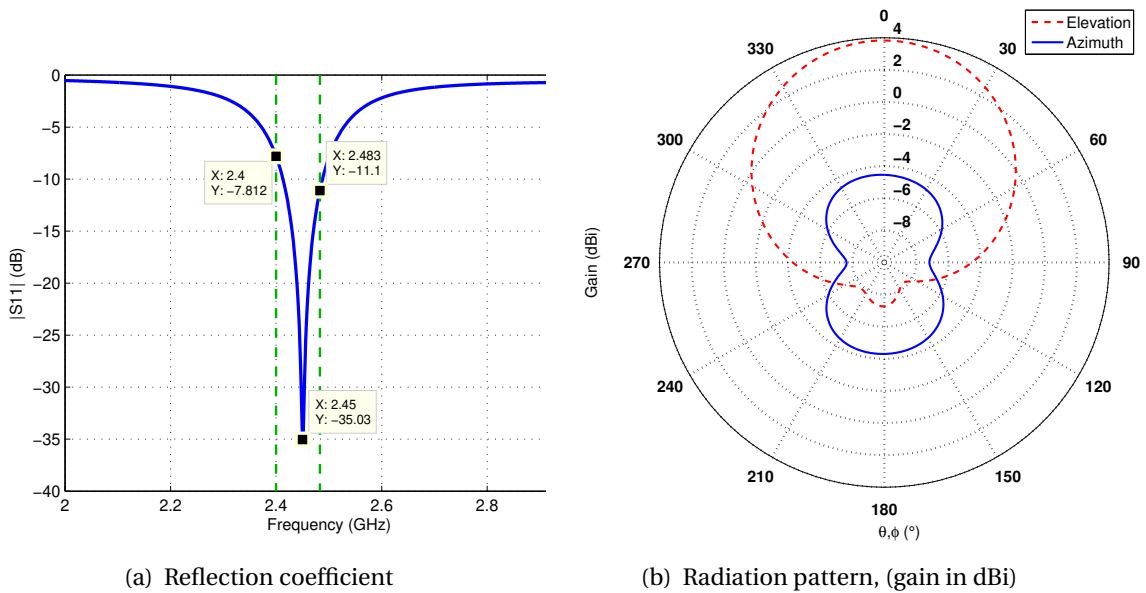 0
−5
−10
−15
−20
−25
−30
−35
−40
|S11| (dB)
X: 2.4
Y: −7.812
X: 2.483
Y: −11.1
X: 2.45
Y: −35.03
2
2.2
2.4
2.6
2.8
Frequency (GHz)
(a) Reflection coefficient
Elevation
Azimuth
0
30
60
90
120
150
180
210
240
270
300
330
4
2
0
−2
−4
−6
−8
Gain (dBi)
θ,ϕ (°)
(b) Radiation pattern, (gain in dBi)